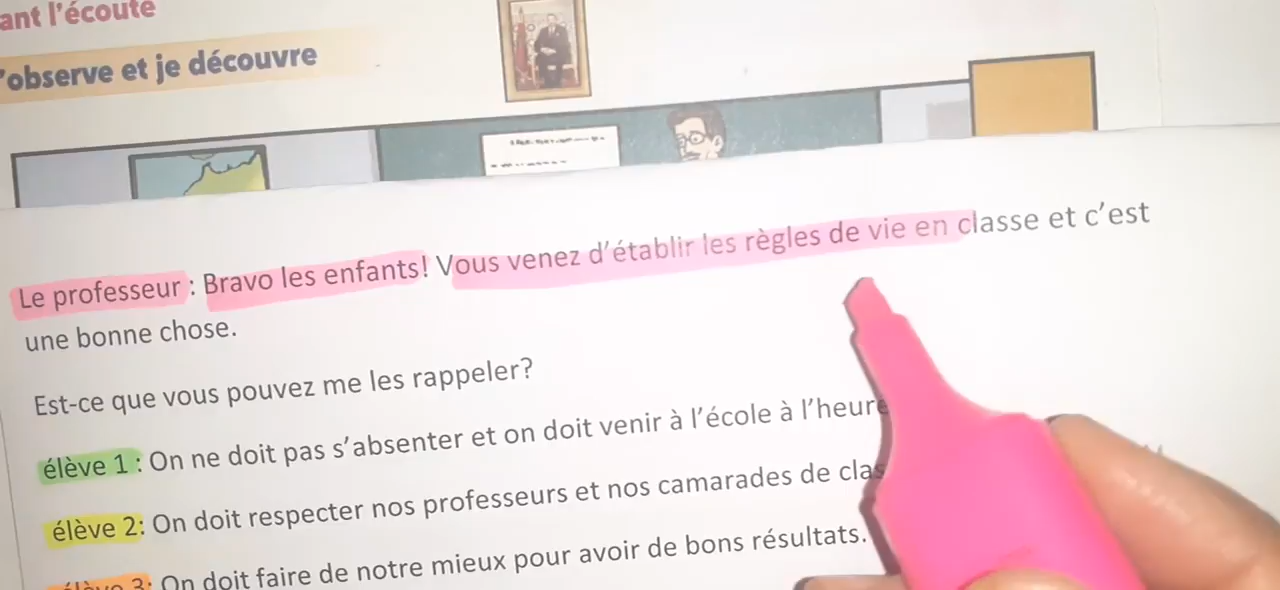 ant l'écoute
'observe et je découvre
Le professeur : Bravo les enfants! Vous venez d'établir les règles de vie en classe et c'est
une bonne chose.
Est-ce que vous pouvez me les rappeler?
élève 1 : On ne doit pas s'absenter et on doit venir à l'heure
élève 2: On doit respecter nos professeurs et nos camarades de clas
élève 3: On doit faire de notre mieux pour avoir de bons résultats.